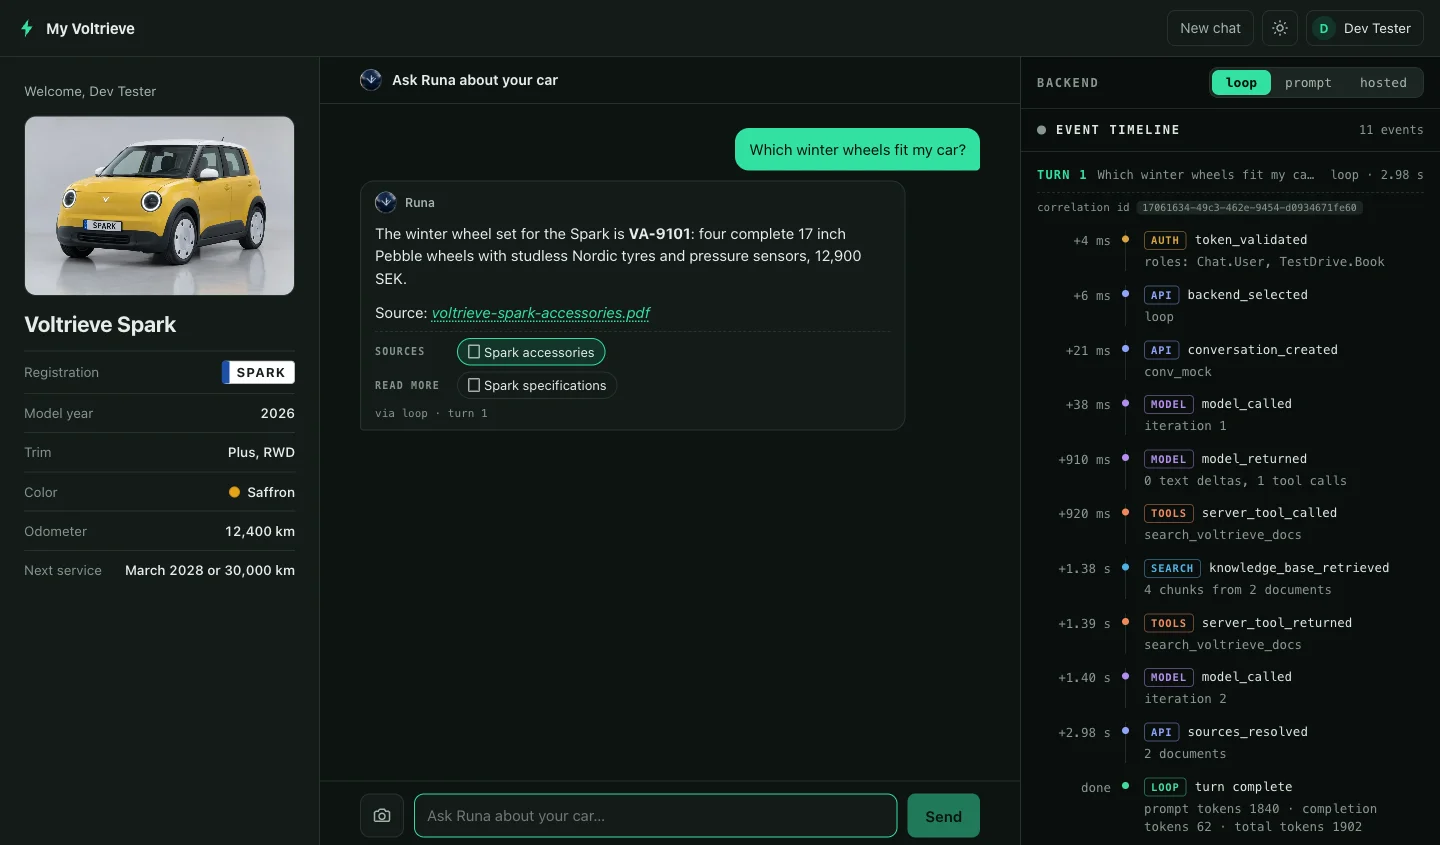 My Voltrieve
New chat
D Dev Tester
Welcome, Dev Tester
SPARK
Voltrieve Spark
Registration SPARK
Model year 2026
Trim Plus, RWD
Color Saffron
Odometer 12,400 km
Next service March 2028 or 30,000 km
Ask Runa about your car
Which winter wheels fit my car?
Runa
The winter wheel set for the Spark is VA-9101: four complete 17 inch
Pebble wheels with studless Nordic tyres and pressure sensors, 12,900
SEK.
Source: voltrieve-spark-accessories.pdf
SOURCES Spark accessories
READ MORE Spark specifications
via loop · turn 1
Ask Runa about your car...
Send
BACKEND loop prompt hosted
EVENT TIMELINE 11 events
TURN 1 Which winter wheels fit my ca… loop · 2.98 s
correlation id 17061634-49c3-462e-9454-d0934671fe60
+4 ms AUTH token_validated
roles: Chat.User, TestDrive.Book
+6 ms API backend_selected
loop
+21 ms API conversation_created
conv_mock
+38 ms MODEL model_called
iteration 1
+910 ms MODEL model_returned
0 text deltas, 1 tool calls
+920 ms TOOLS server_tool_called
search_voltrieve_docs
+1.38 s SEARCH knowledge_base_retrieved
4 chunks from 2 documents
+1.39 s TOOLS server_tool_returned
search_voltrieve_docs
+1.40 s MODEL model_called
iteration 2
+2.98 s API sources_resolved
2 documents
done LOOP turn complete
prompt tokens 1840 · completion
tokens 62 · total tokens 1902